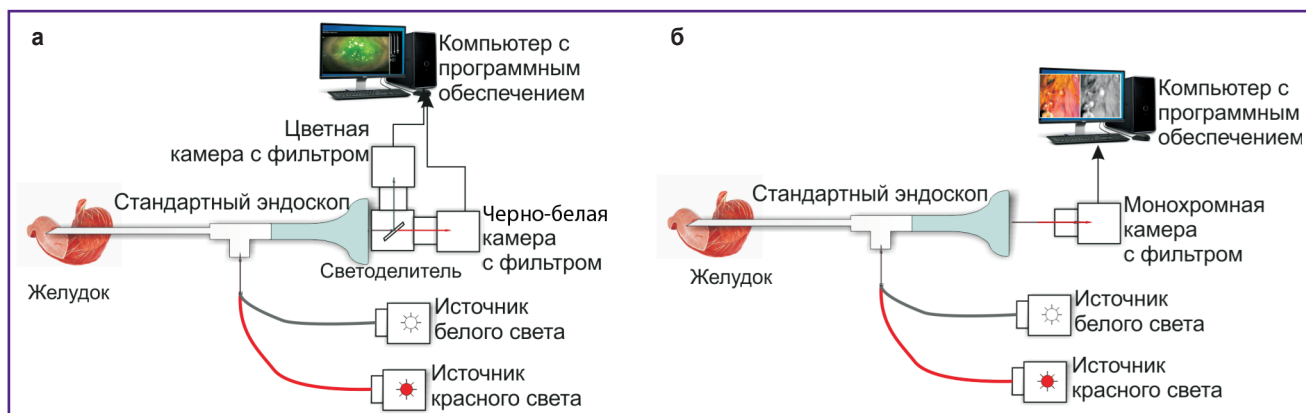 а
Компьютер с
программным
обеспечением
Цветная
камера с фильтром
Стандартный эндоскоп
Черно-белая
камера
с фильтром
Светоделитель
Желудок
Источник
белого света
Источник
красного света
б
Компьютер с
программным
обеспечением
Стандартный эндоскоп
Монохромная
камера
с фильтром
Желудок
Источник
белого света
Источник
красного света